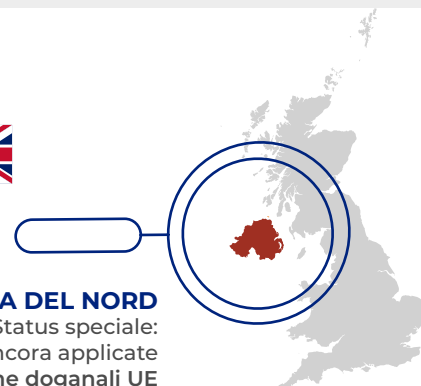 A DEL NORD
Status speciale:
ncora applicate
ne doganali UE